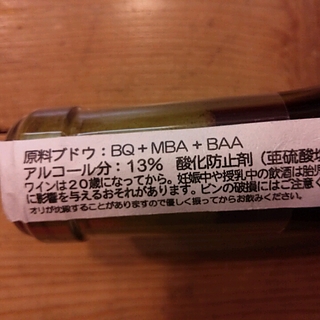 原料ブドウ：BQ＋MBA＋BAA
アルコール分：13％　酸化防止剤（亜硫酸塩
ワインは２０歳になってから。妊娠中や授乳中の飲酒は胎児
に影響を与えるおそれがあります。ビンの破損にはご注意く
オリが沈殿することがありますので優しく振ってからお飲みください。